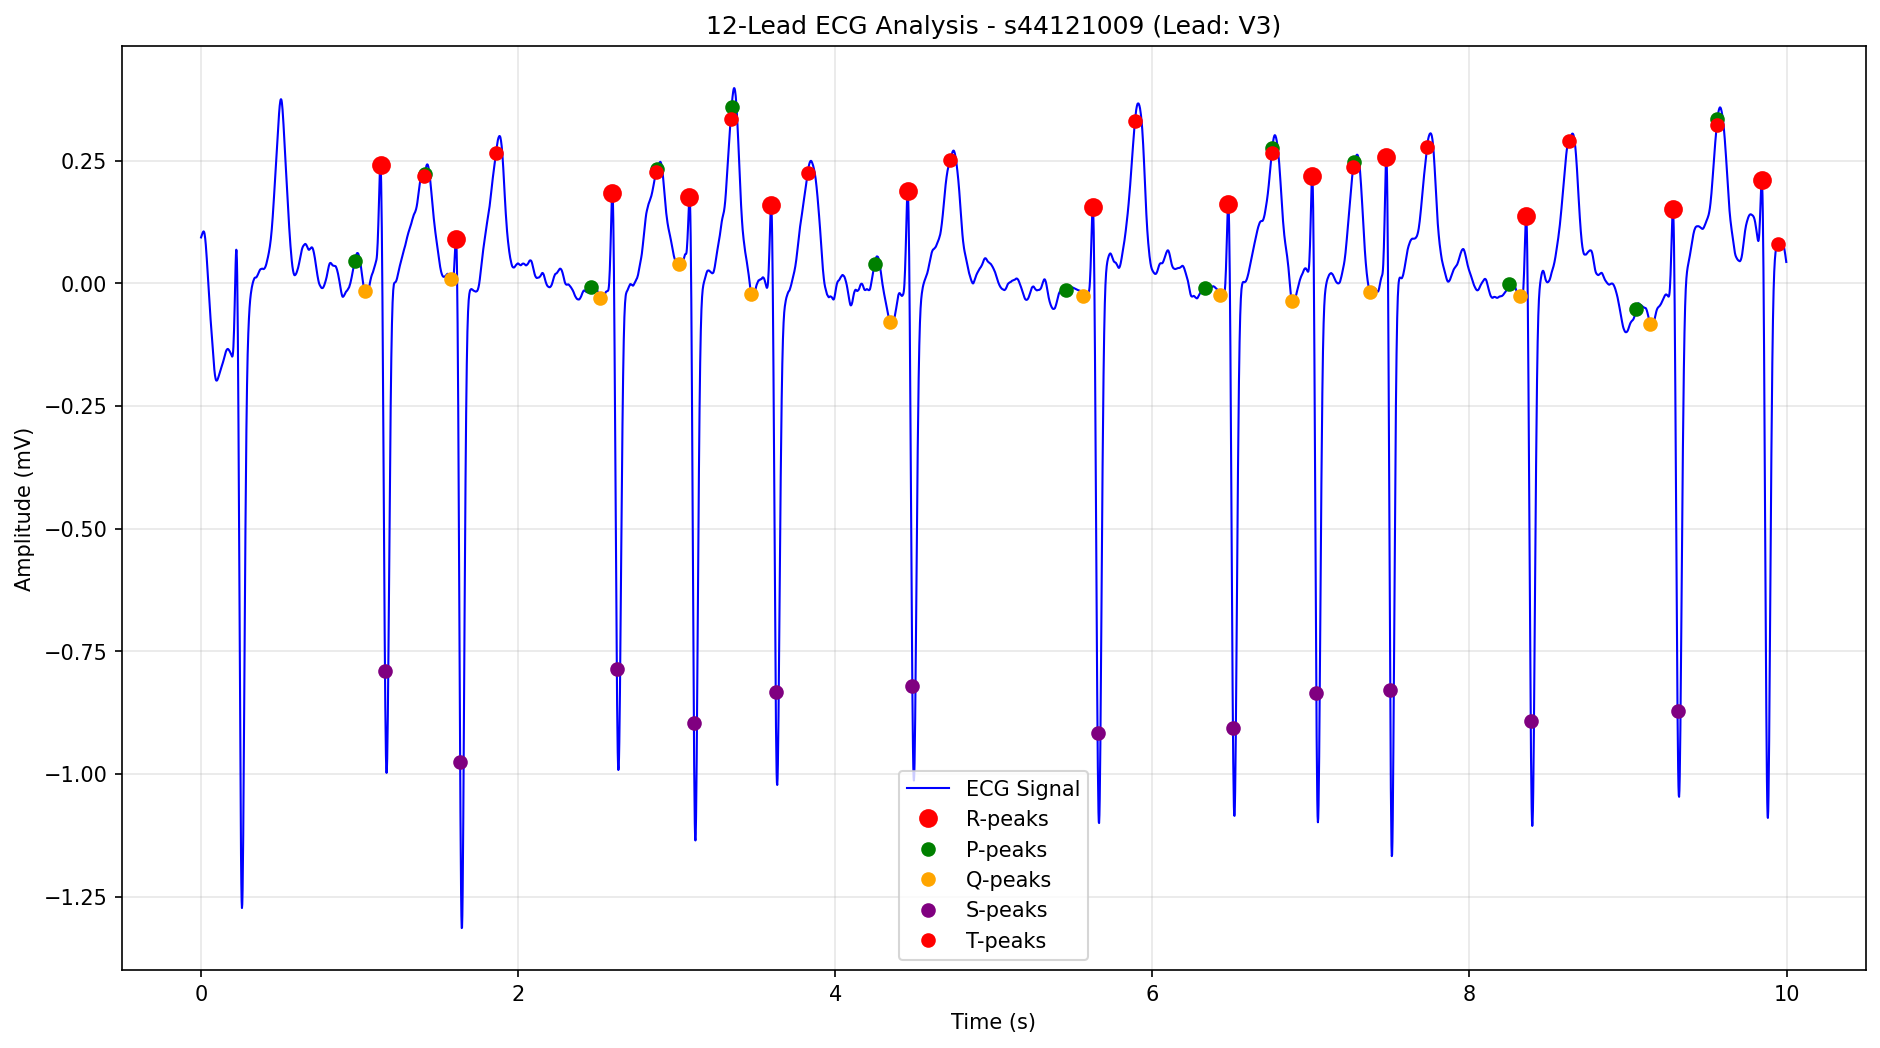 12-Lead ECG Analysis - s44121009 (Lead: V3)
Amplitude (mV)
0.25
0.00
−0.25
−0.50
−0.75
−1.00
−1.25
ECG Signal
R-peaks
P-peaks
Q-peaks
S-peaks
T-peaks
0 2 4 6 8 10
Time (s)